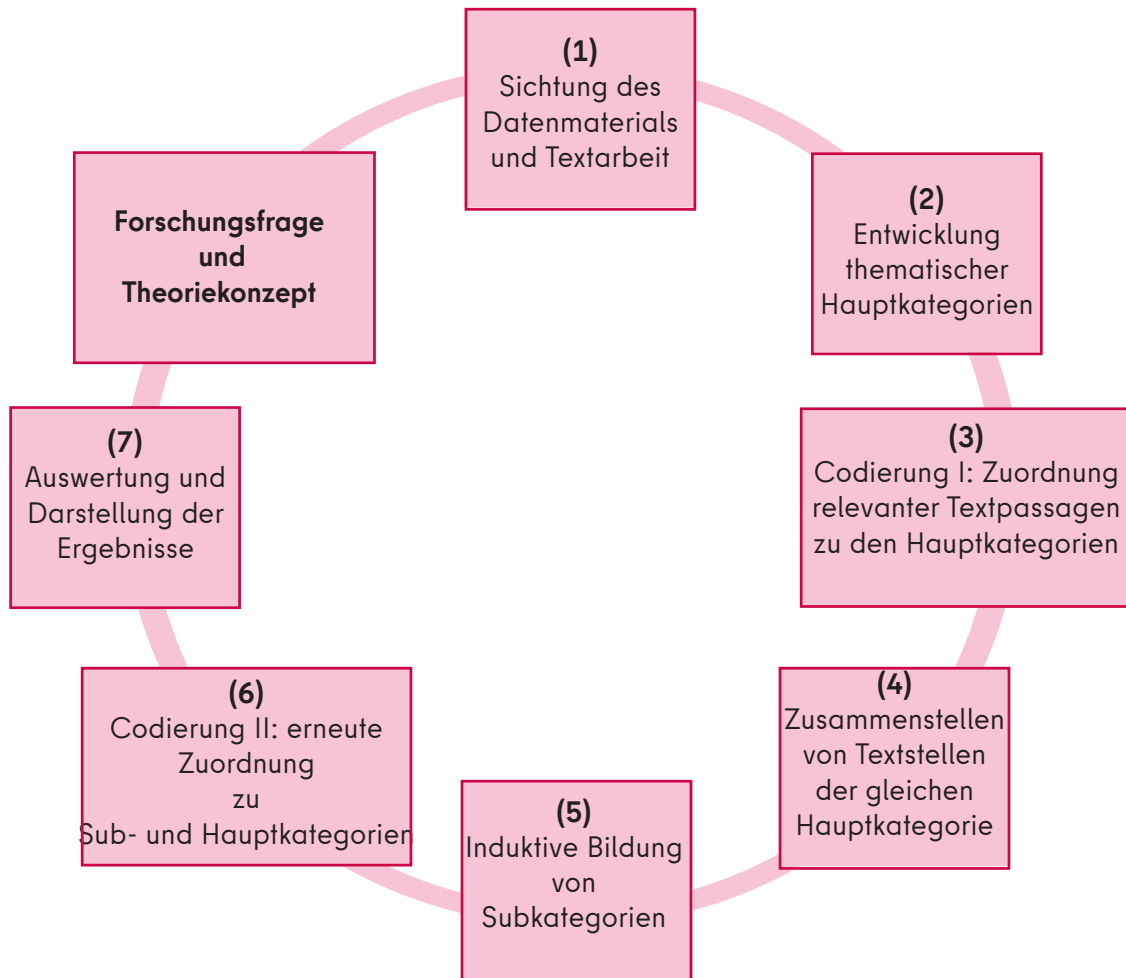 (1)
Sichtung des
Datenmaterials
und Textarbeit
(2)
Entwicklung
thematischer
Hauptkategorien
(3)
Codierung I: Zuordnung
relevanter Textpassagen
zu den Hauptkategorien
(4)
Zusammenstellen
von Textstellen
der gleichen
Hauptkategorie
(5)
Induktive Bildung
von
Subkategorien
(6)
Codierung II: erneute
Zuordnung
zu
Sub- und Hauptkategorien
(7)
Auswertung und
Darstellung der
Ergebnisse
Forschungsfrage
und
Theoriekonzept